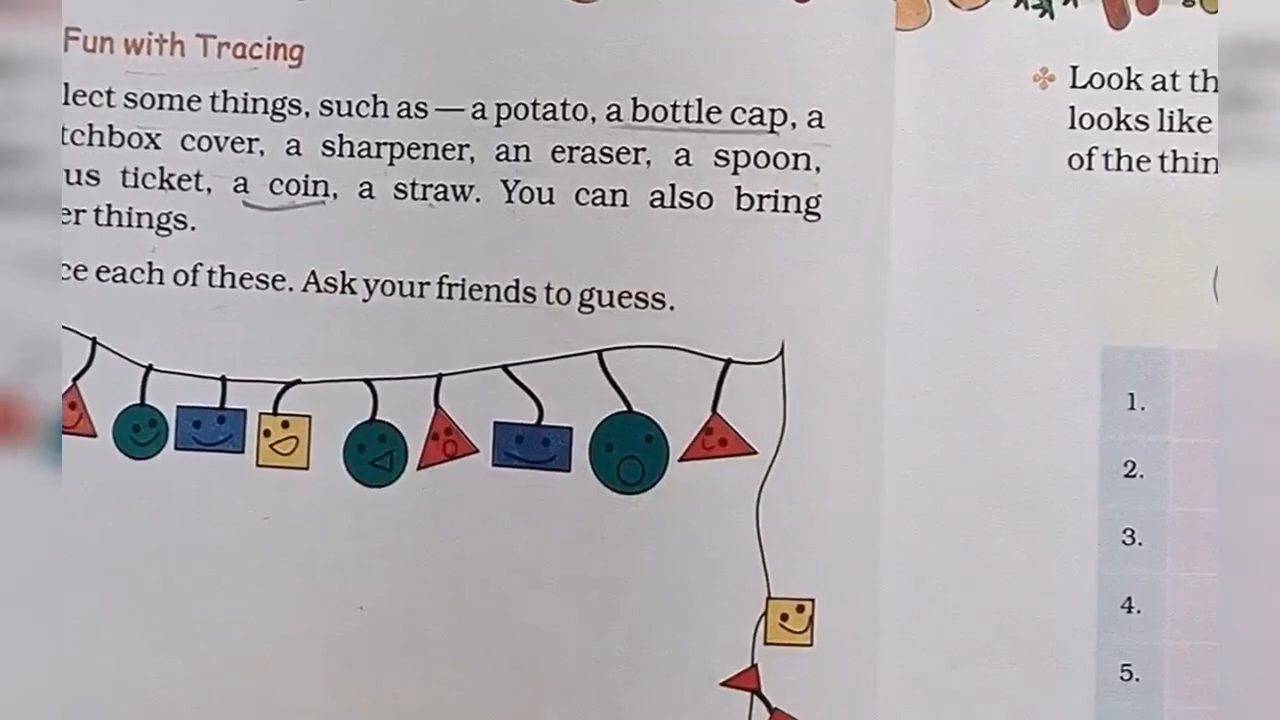 Fun with Tracing
lect some things, such as — a potato, a bottle cap, a
tchbox cover, a sharpener, an eraser, a spoon,
us ticket, a coin, a straw. You can also bring
er things.
ce each of these. Ask your friends to guess.
Look at th
looks like
of the thin
1.
2.
3.
4.
5.